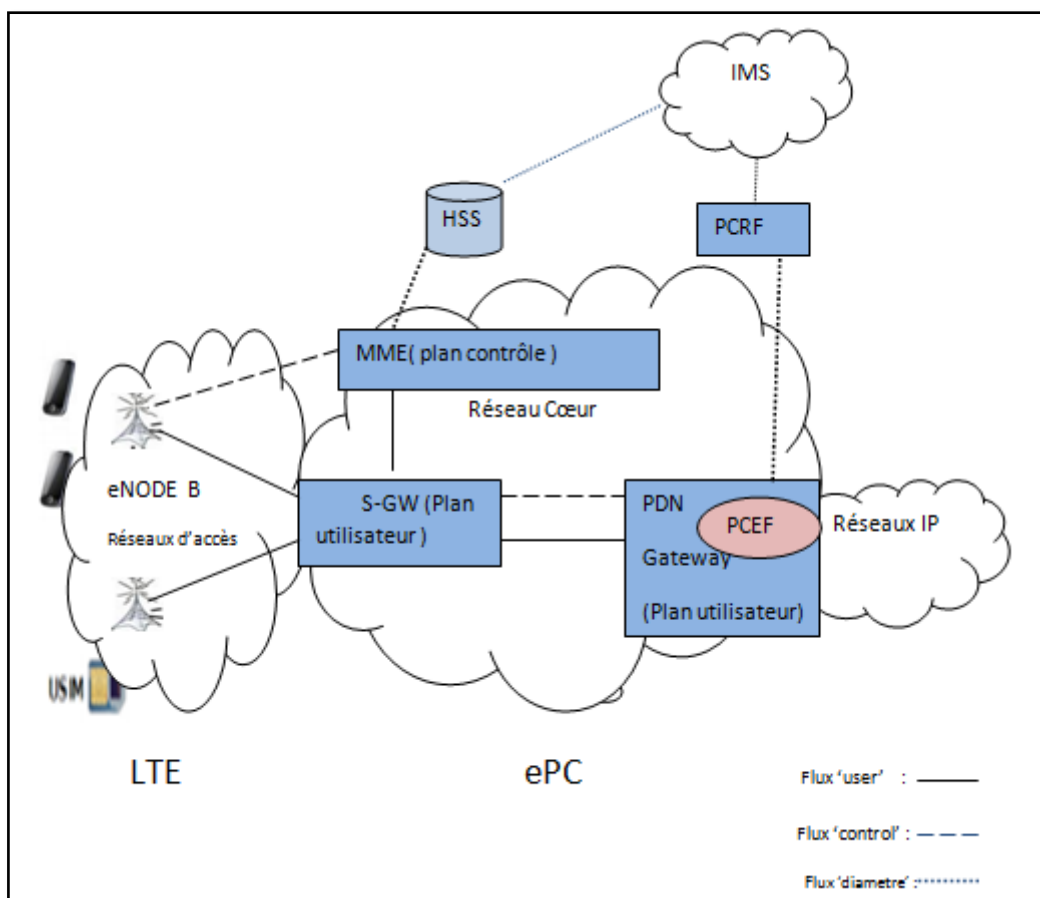 IMS
HSS
PCRF
MME( plan contrôle )
Réseau Cœur
eNODE B
Réseaux d'accès
S-GW (Plan
utilisateur )
PDN
Gateway
(Plan utilisateur)
PCEF
Réseaux IP
USIM
LTE
ePC
Flux 'user' :
Flux 'control' :
Flux 'diametre' :